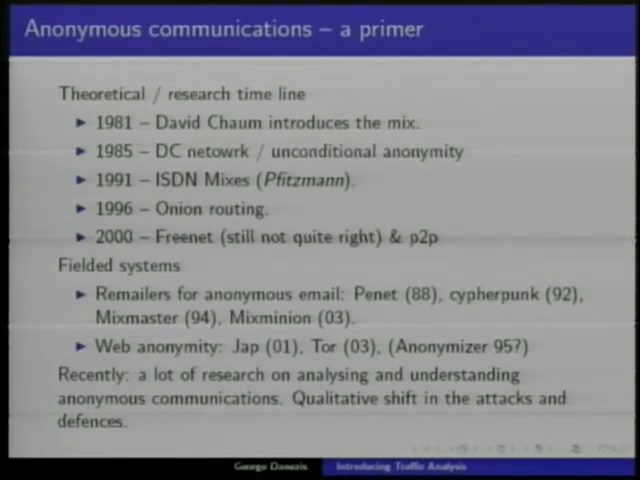 Anonymous communications – a primer
Theoretical / research time line
▶ 1981 – David Chaum introduces the mix.
▶ 1985 – DC netowrk / unconditional anonymity
▶ 1991 – ISDN Mixes (Pfitzmann).
▶ 1996 – Onion routing.
▶ 2000 – Freenet (still not quite right) & p2p
Fielded systems
▶ Remailers for anonymous email: Penet (88), cypherpunk (92),
Mixmaster (94), Mixminion (03).
▶ Web anonymity: Jap (01), Tor (03), (Anonymizer 95?)
Recently: a lot of research on analysing and understanding
anonymous communications. Qualitative shift in the attacks and
defences.
George Danezis Introducing Traffic Analysis